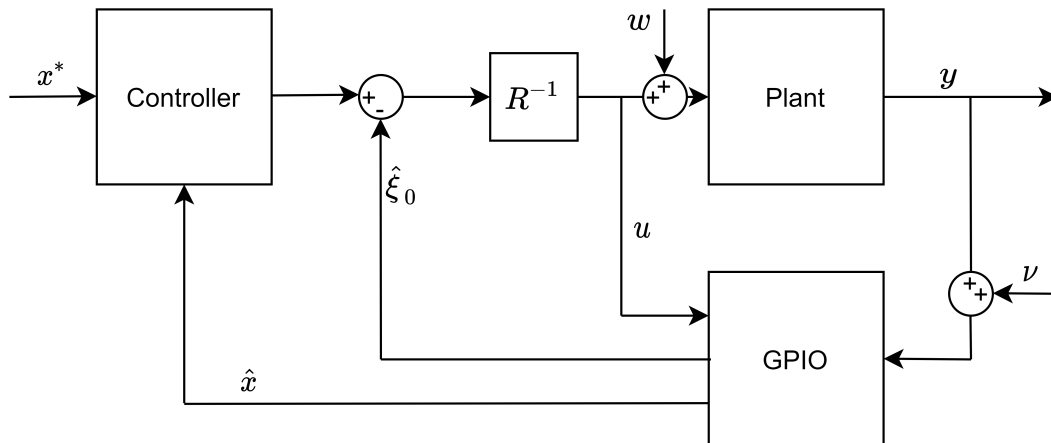 w
x*
Controller
+
-
R⁻¹
+
+
Plant
y
ξ̂₀
u
+
+
ν
GPIO
x̂